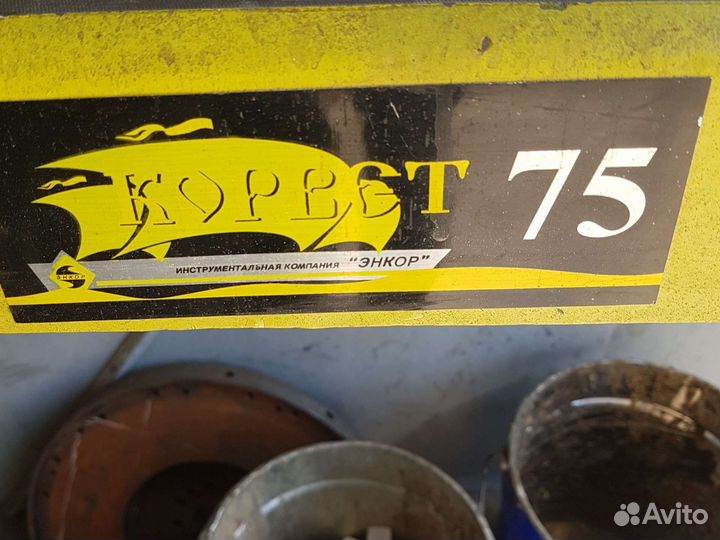 КОРВЕТ 75
ЭНКОР
ИНСТРУМЕНТАЛЬНАЯ КОМПАНИЯ "ЭНКОР"
Avito